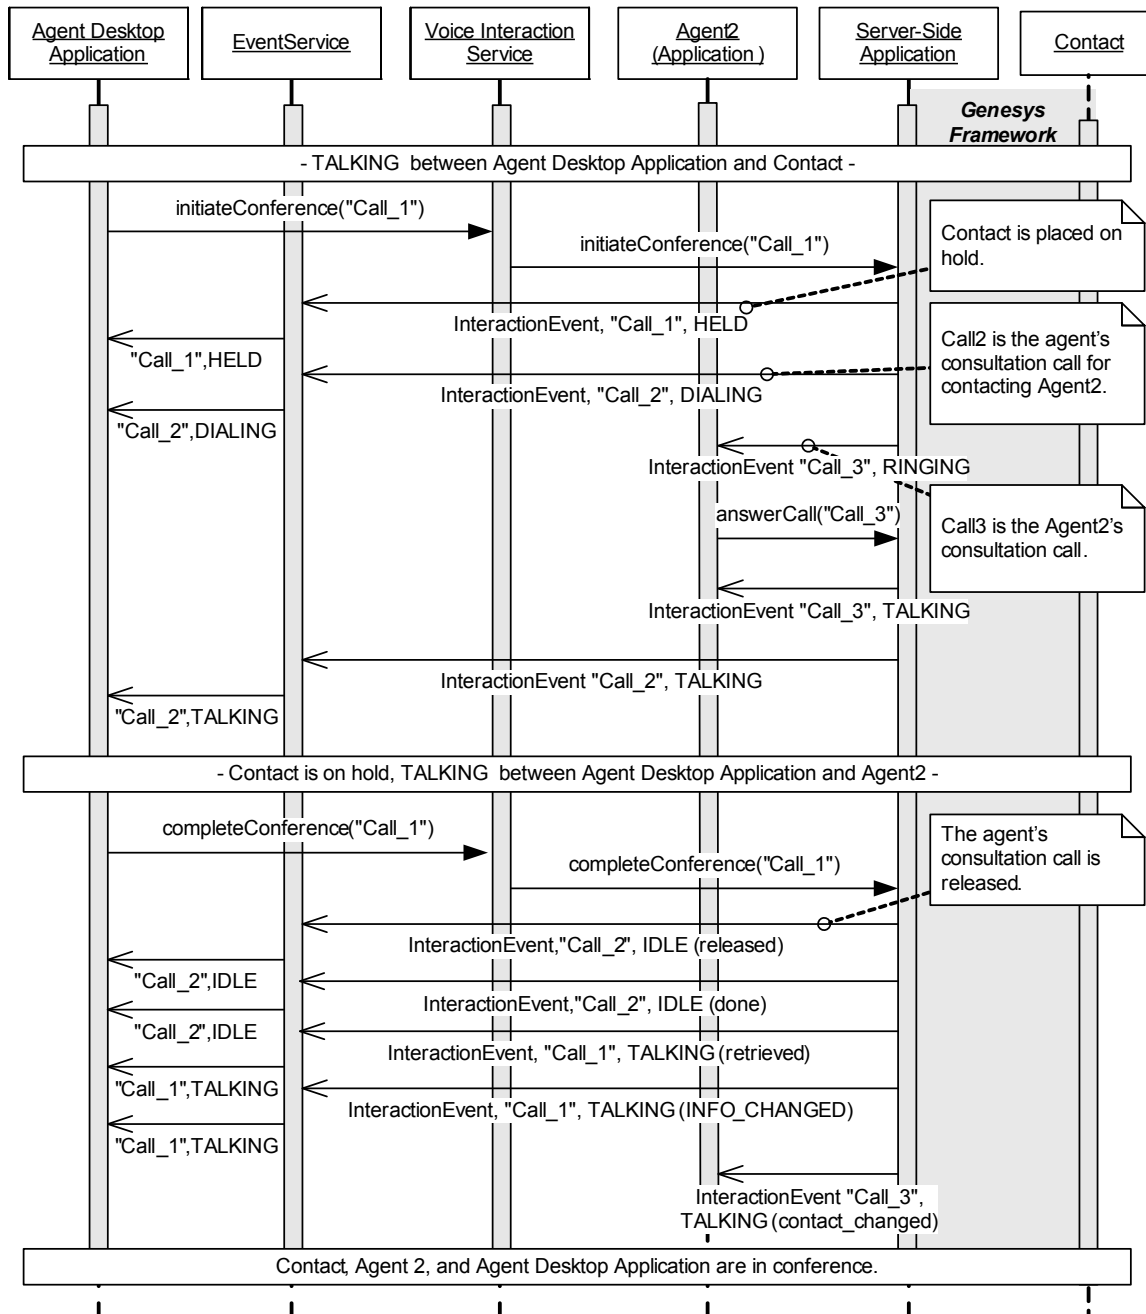 Agent Desktop
Application
EventService
Voice Interaction
Service
Agent2
(Application )
Server-Side
Application
Contact
Genesys
Framework
- TALKING between Agent Desktop Application and Contact -
initiateConference("Call_1")
initiateConference("Call_1")
Contact is placed on
hold.
InteractionEvent, "Call_1", HELD
"Call_1",HELD
Call2 is the agent's
consultation call for
contacting Agent2.
InteractionEvent, "Call_2", DIALING
"Call_2",DIALING
InteractionEvent "Call_3", RINGING
answerCall("Call_3")
Call3 is the Agent2's
consultation call.
InteractionEvent "Call_3", TALKING
InteractionEvent "Call_2", TALKING
"Call_2",TALKING
- Contact is on hold, TALKING between Agent Desktop Application and Agent2 -
completeConference("Call_1")
completeConference("Call_1")
The agent's
consultation call is
released.
InteractionEvent,"Call_2", IDLE (released)
"Call_2",IDLE
InteractionEvent,"Call_2", IDLE (done)
"Call_2",IDLE
InteractionEvent, "Call_1", TALKING (retrieved)
"Call_1",TALKING
InteractionEvent, "Call_1", TALKING (INFO_CHANGED)
"Call_1",TALKING
InteractionEvent "Call_3",
TALKING (contact_changed)
Contact, Agent 2, and Agent Desktop Application are in conference.